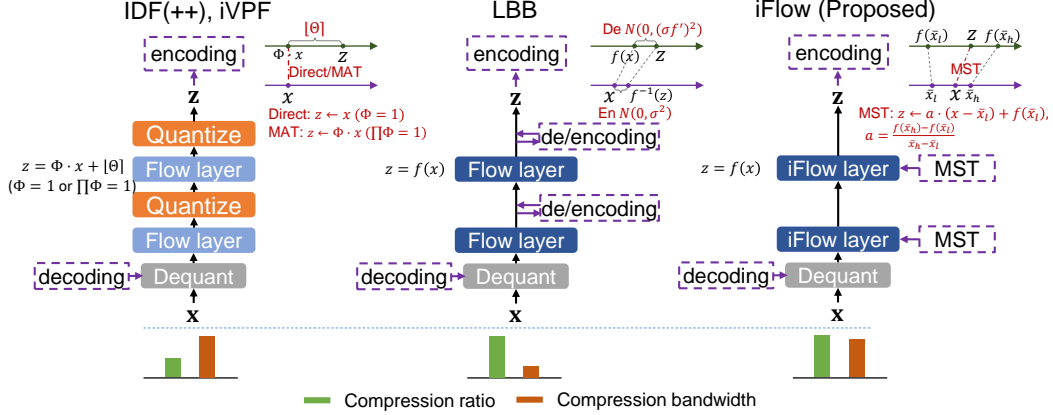 IDF(++), iVPF
encoding
⌊Θ⌉
Φ · x
z
Direct/MAT
x
Direct: z ← x (Φ = 1)
MAT: z ← Φ · x (∏Φ = 1)
z
Quantize
Flow layer
z = Φ · x + ⌊Θ⌉
(Φ = 1 or ∏Φ = 1)
Quantize
Flow layer
decoding
Dequant
x
LBB
encoding
De N(0, (σf′)²)
f(x)
z
x
f⁻¹(z)
En N(0, σ²)
z
de/encoding
z = f(x)
Flow layer
de/encoding
Flow layer
decoding
Dequant
x
iFlow (Proposed)
encoding
f(x̄ₗ)
z
f(x̄ₕ)
MST
x̄ₗ
x
x̄ₕ
MST: z ← a · (x − x̄ₗ) + f(x̄ₗ),
a = (f(x̄ₕ)−f(x̄ₗ))/(x̄ₕ−x̄ₗ)
z
z = f(x)
iFlow layer
MST
iFlow layer
MST
decoding
Dequant
x
Compression ratio
Compression bandwidth